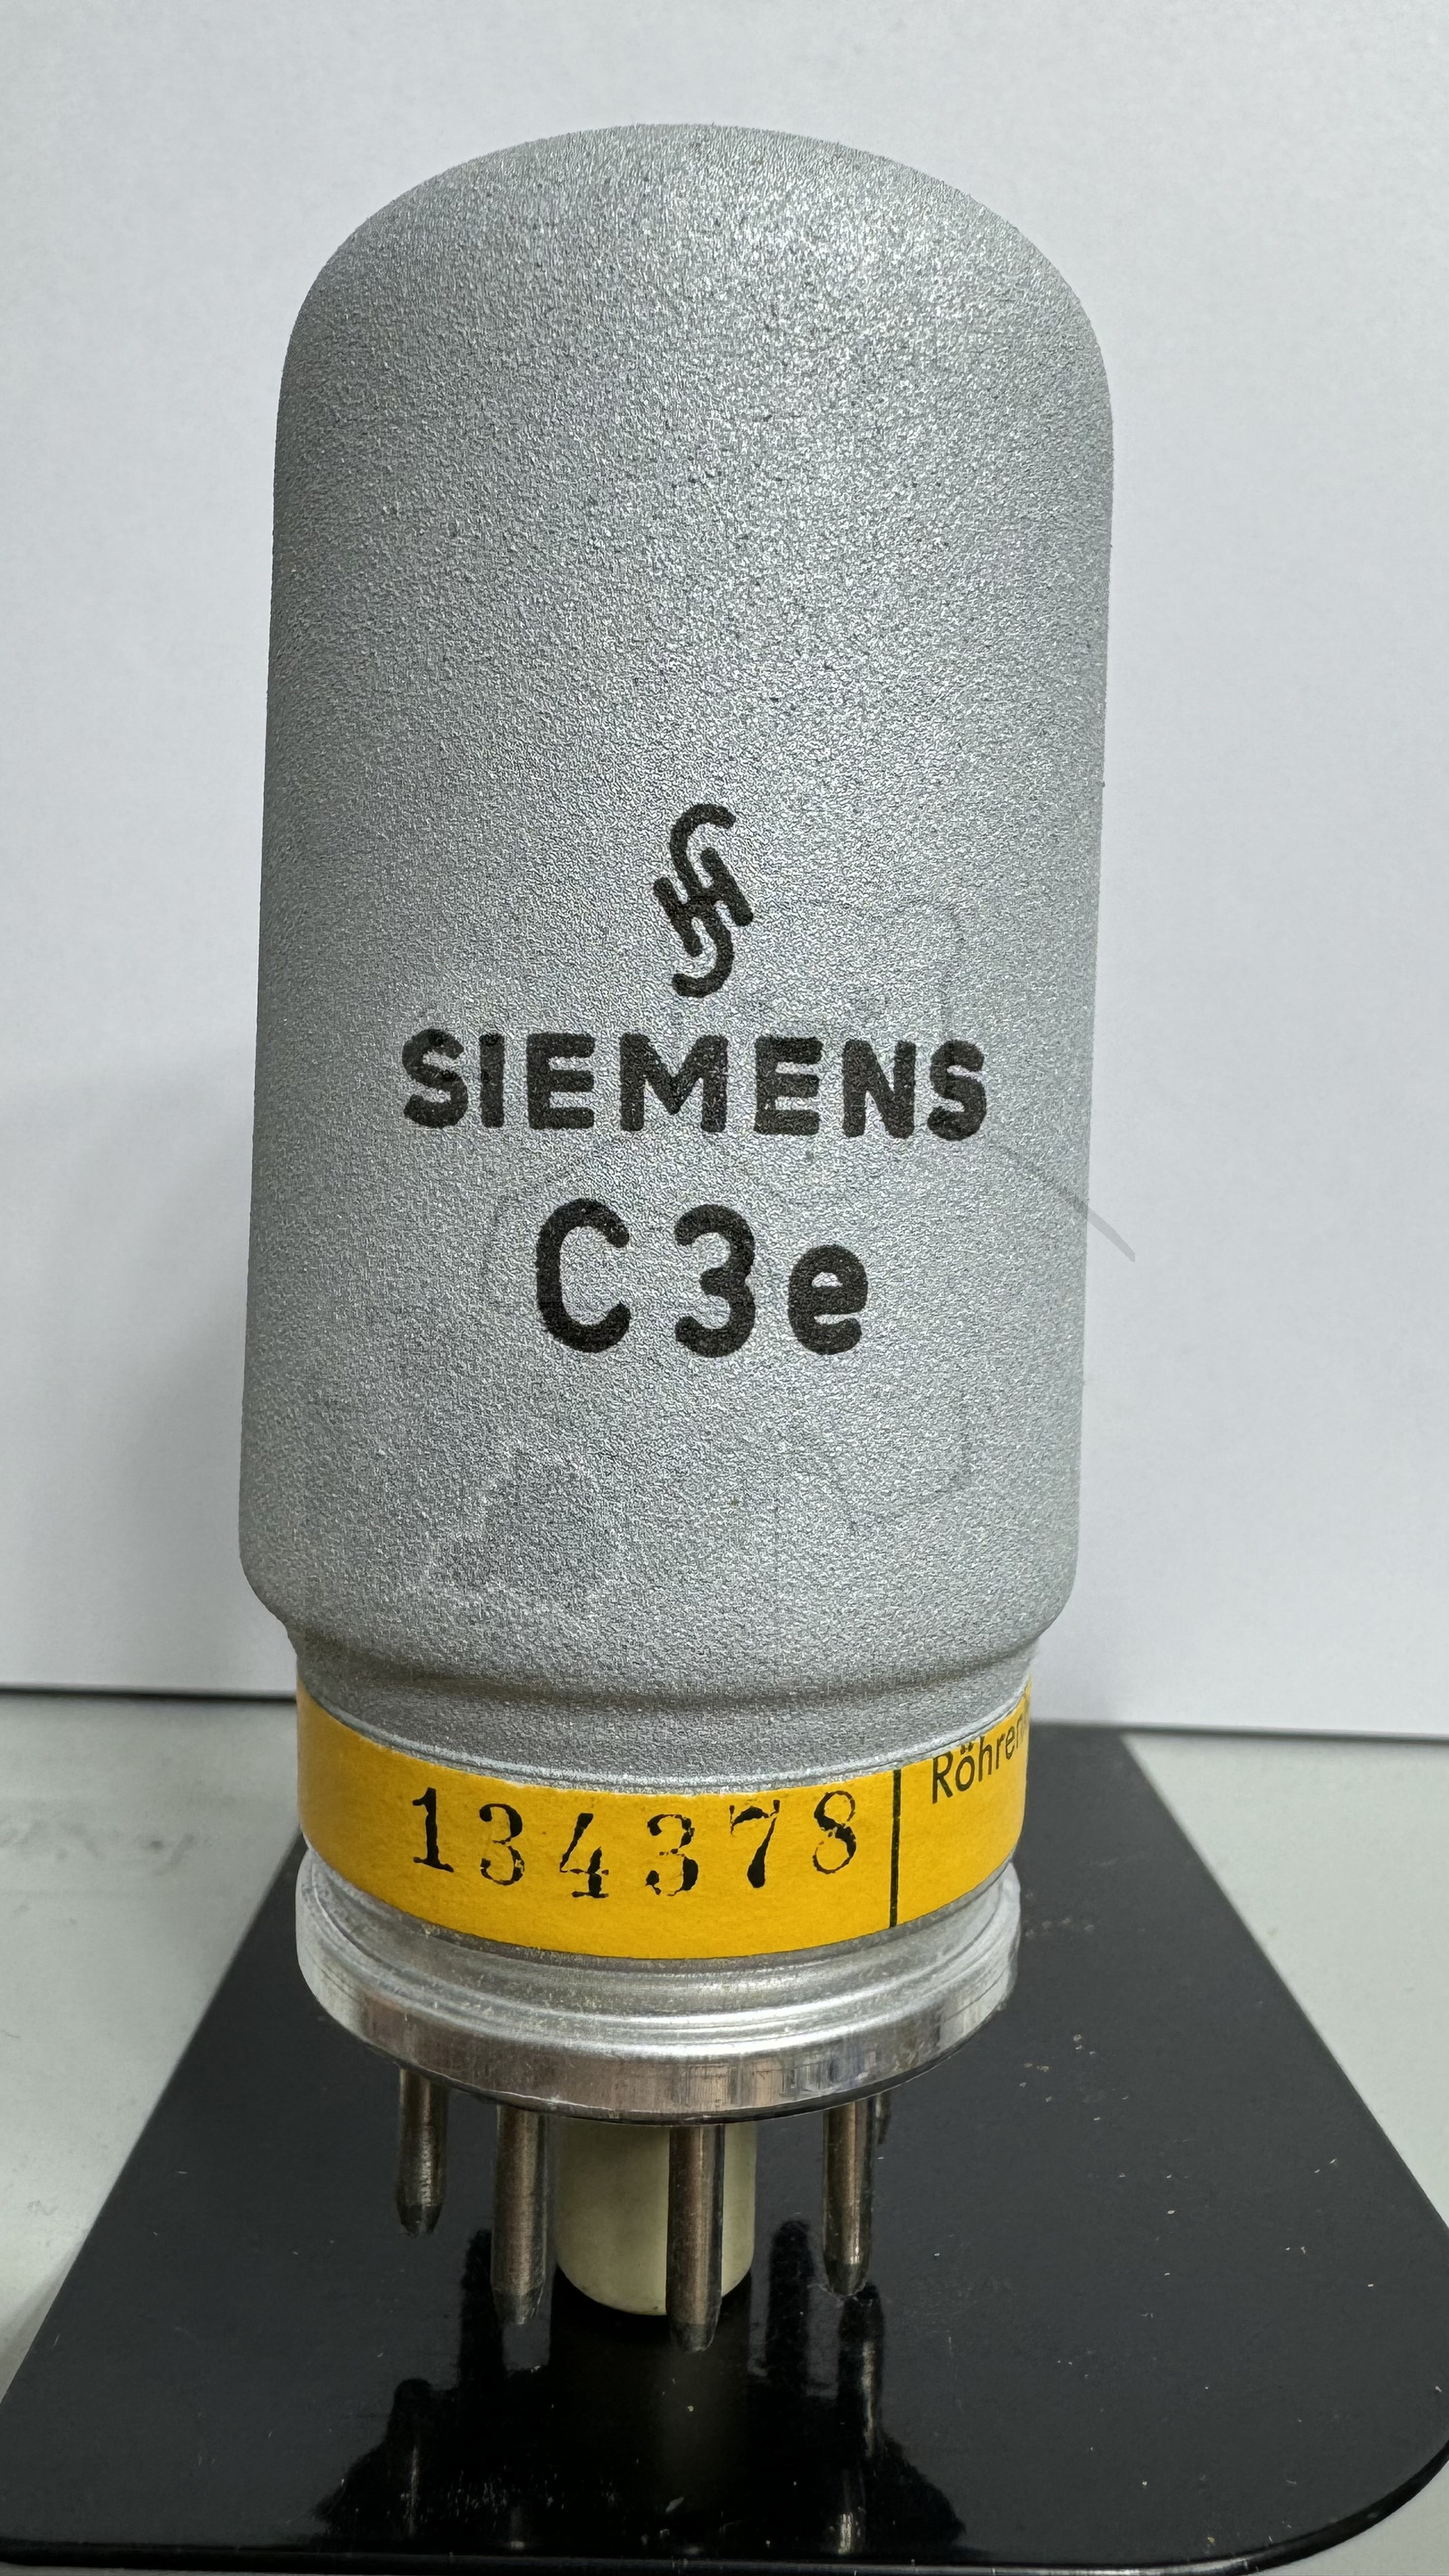 SIEMENS
C3e
134378
Röhren